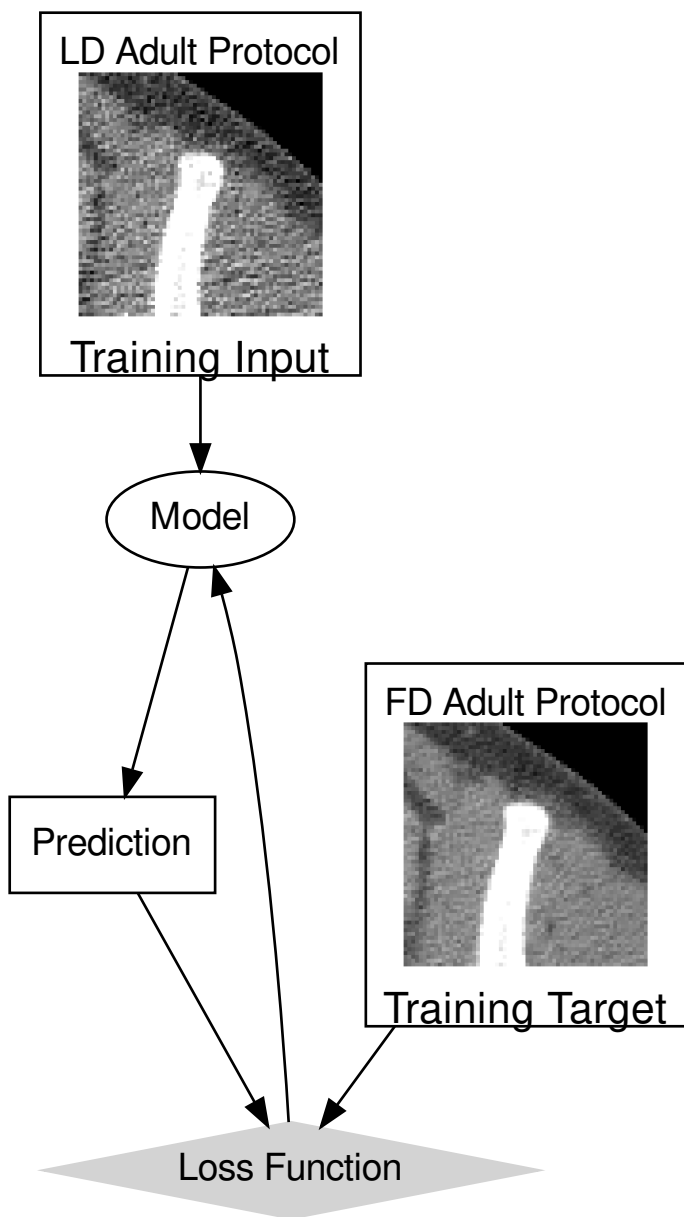 LD Adult Protocol
Training Input
Model
Prediction
FD Adult Protocol
Training Target
Loss Function